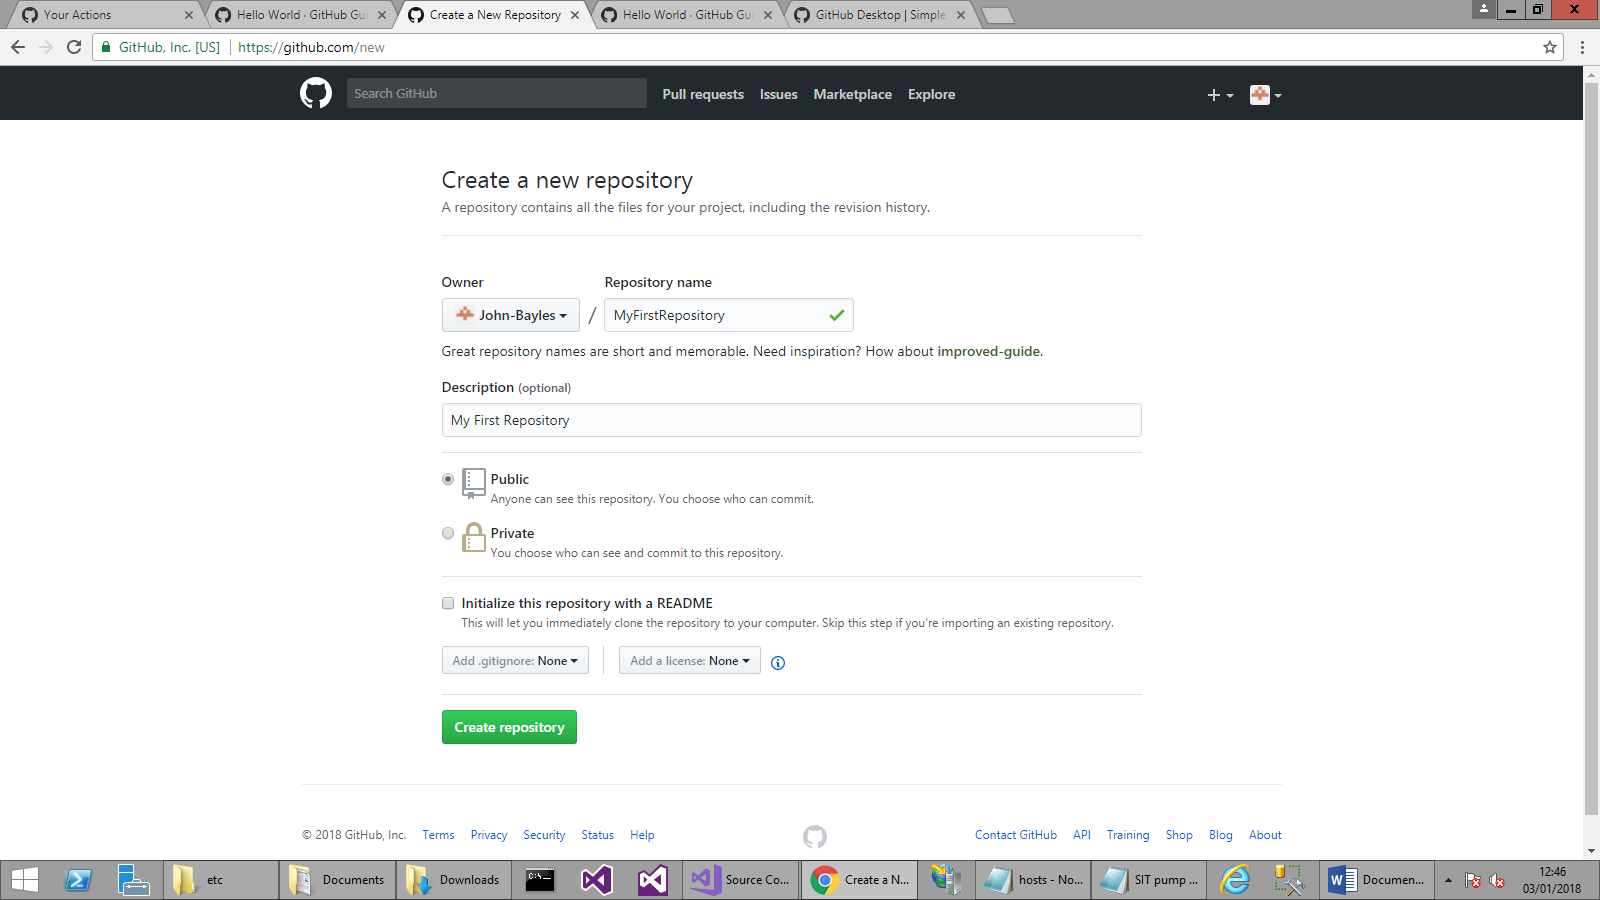 Your Actions
Hello World · GitHub Gui
Create a New Repository
Hello World · GitHub Gui
GitHub Desktop | Simple
GitHub, Inc. [US] https://github.com/new
Search GitHub Pull requests Issues Marketplace Explore
Create a new repository
A repository contains all the files for your project, including the revision history.
Owner Repository name
John-Bayles / MyFirstRepository
Great repository names are short and memorable. Need inspiration? How about improved-guide.
Description (optional)
My First Repository
Public
Anyone can see this repository. You choose who can commit.
Private
You choose who can see and commit to this repository.
Initialize this repository with a README
This will let you immediately clone the repository to your computer. Skip this step if you're importing an existing repository.
Add .gitignore: None Add a license: None
Create repository
© 2018 GitHub, Inc. Terms Privacy Security Status Help Contact GitHub API Training Shop Blog About
etc Documents Downloads C:\_ Source Co... Create a N... hosts - No... SIT pump ... Documen... 12:46
03/01/2018